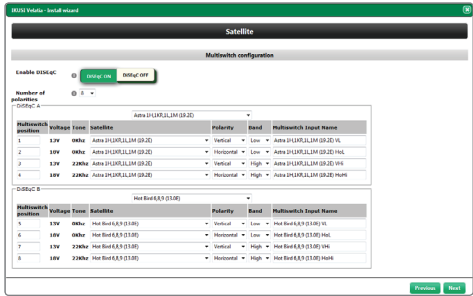 IKUSI Velatia - Install wizard
Satellite
Multiswitch configuration
Enable DISEqC DiSEqC ON DiSEqC OFF
Number of polarities 8
DiSEqC A
Astra 1H,1KR,1L,1M (19.2E)
Multiswitch position Voltage Tone Satellite Polarity Band Multiswitch Input Name
1 13V 0Khz Astra 1H,1KR,1L,1M (19.2E) Vertical Low Astra 1H,1KR,1L,1M (19.2E) VL
2 18V 0Khz Astra 1H,1KR,1L,1M (19.2E) Horizontal Low Astra 1H,1KR,1L,1M (19.2E) HoL
3 13V 22Khz Astra 1H,1KR,1L,1M (19.2E) Vertical High Astra 1H,1KR,1L,1M (19.2E) VHi
4 18V 22Khz Astra 1H,1KR,1L,1M (19.2E) Horizontal High Astra 1H,1KR,1L,1M (19.2E) HoHi
DiSEqC B
Hot Bird 6,8,9 (13.0E)
Multiswitch position Voltage Tone Satellite Polarity Band Multiswitch Input Name
5 13V 0Khz Hot Bird 6,8,9 (13.0E) Vertical Low Hot Bird 6,8,9 (13.0E) VL
6 18V 0Khz Hot Bird 6,8,9 (13.0E) Horizontal Low Hot Bird 6,8,9 (13.0E) HoL
7 13V 22Khz Hot Bird 6,8,9 (13.0E) Vertical High Hot Bird 6,8,9 (13.0E) VHi
8 18V 22Khz Hot Bird 6,8,9 (13.0E) Horizontal High Hot Bird 6,8,9 (13.0E) HoHi
Previous Next